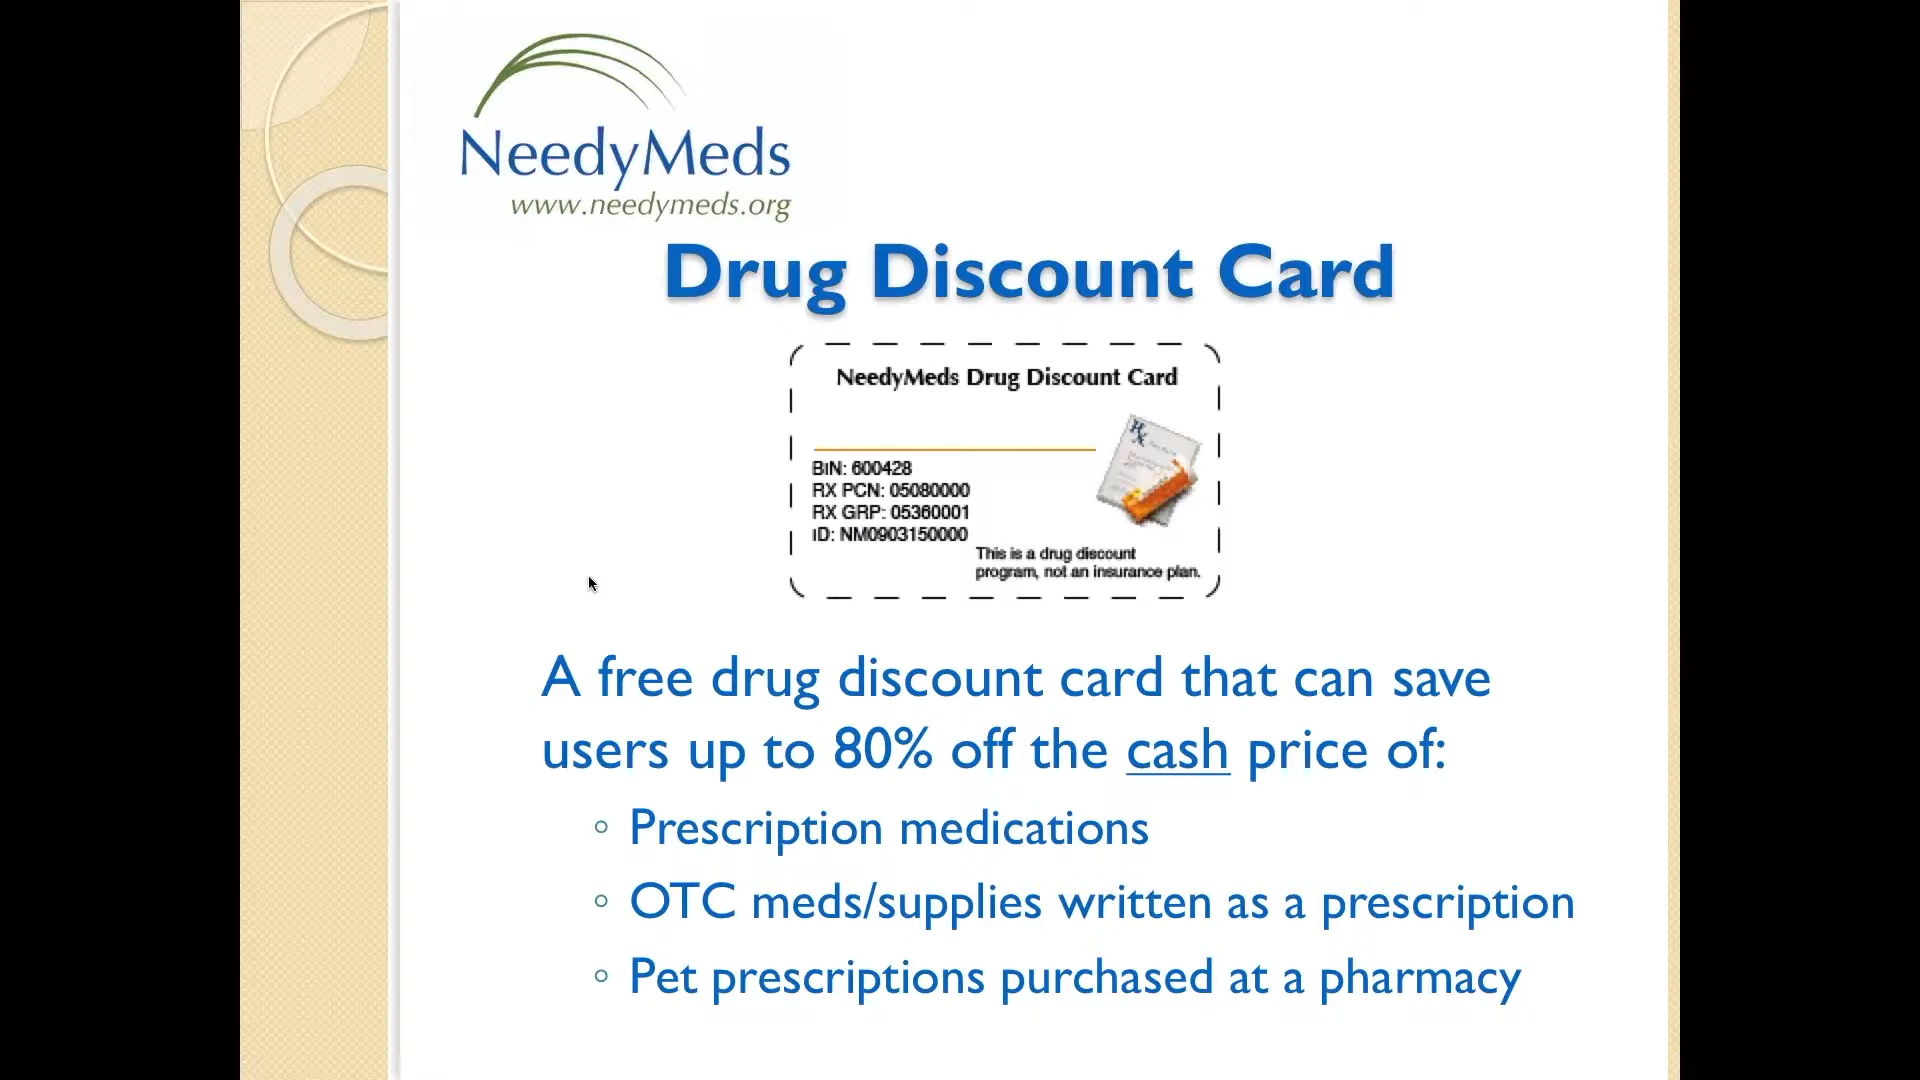 NeedyMeds
www.needymeds.org
Drug Discount Card
NeedyMeds Drug Discount Card
Rx
BIN: 600428
RX PCN: 05080000
RX GRP: 05360001
ID: NM0903150000
This is a drug discount
program, not an insurance plan.
A free drug discount card that can save
users up to 80% off the cash price of:
◦ Prescription medications
◦ OTC meds/supplies written as a prescription
◦ Pet prescriptions purchased at a pharmacy